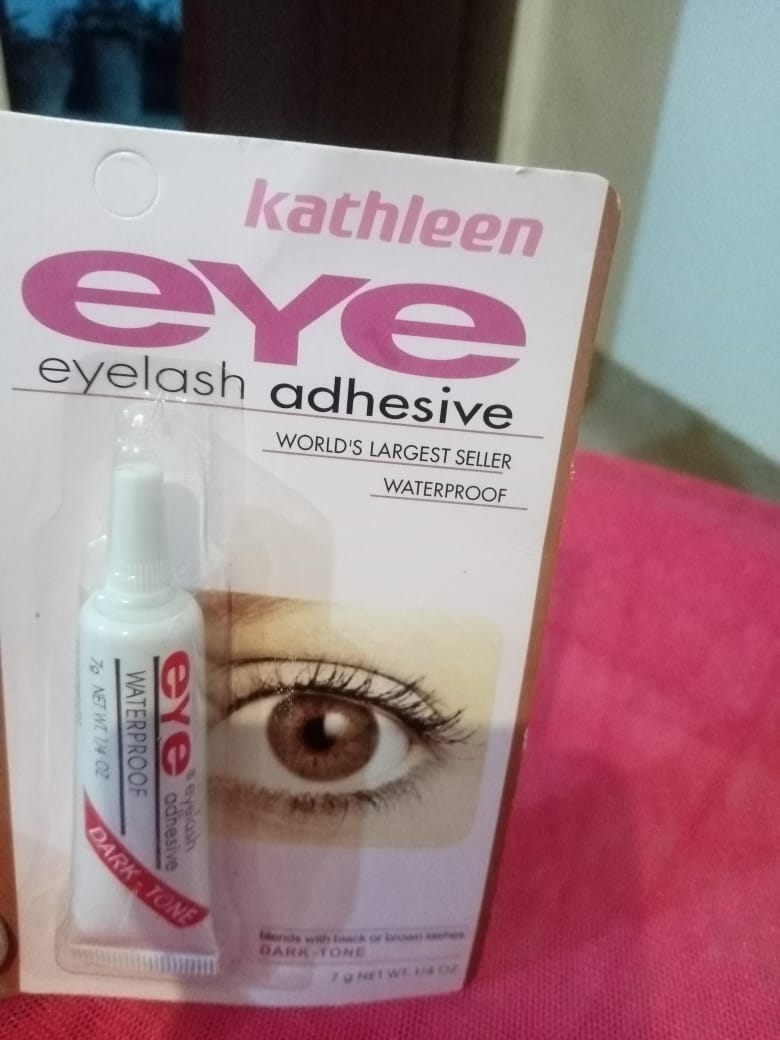 kathleen
eye
eyelash adhesive
WORLD'S LARGEST SELLER
WATERPROOF
eye® eyelash
adhesive
WATERPROOF
7g NET WT. 1/4 OZ
DARK-TONE
blends with black or brown lashes
DARK-TONE
7 g NET WT. 1/4 OZ